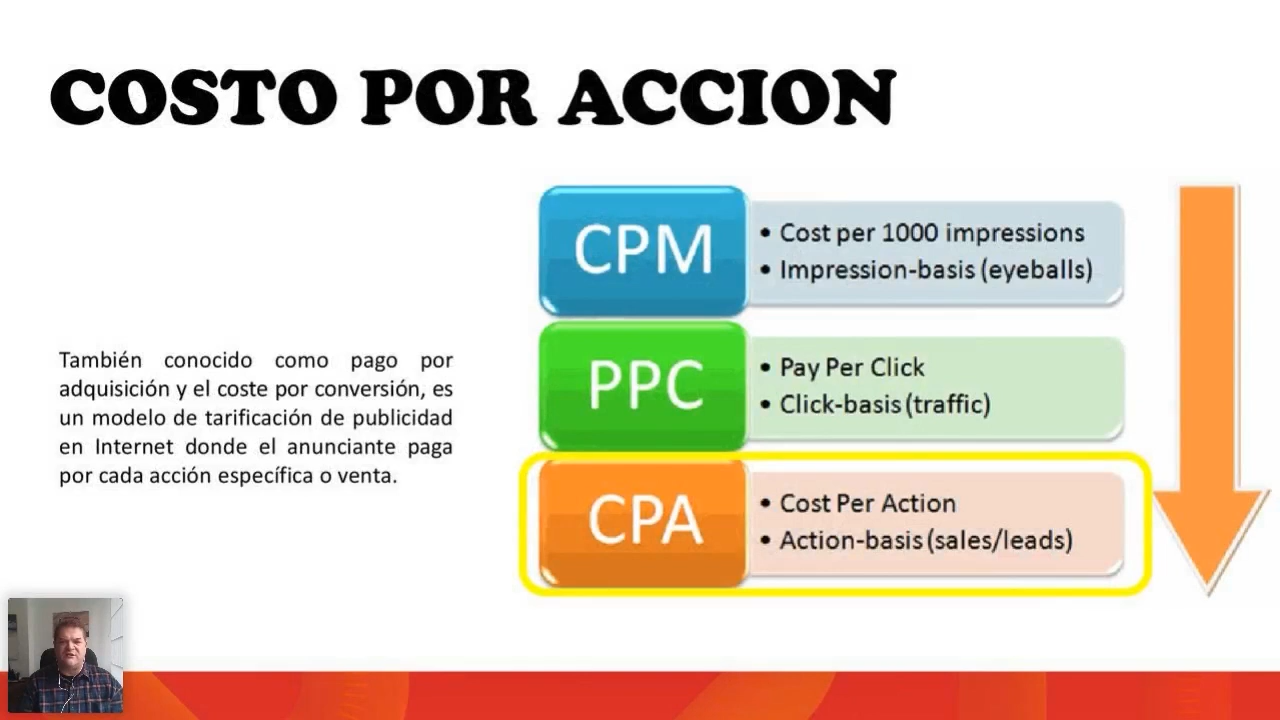 COSTO POR ACCION
También conocido como pago por
adquisición y el coste por conversión, es
un modelo de tarificación de publicidad
en Internet donde el anunciante paga
por cada acción específica o venta.
CPM
• Cost per 1000 impressions
• Impression-basis (eyeballs)
PPC
• Pay Per Click
• Click-basis (traffic)
CPA
• Cost Per Action
• Action-basis (sales/leads)